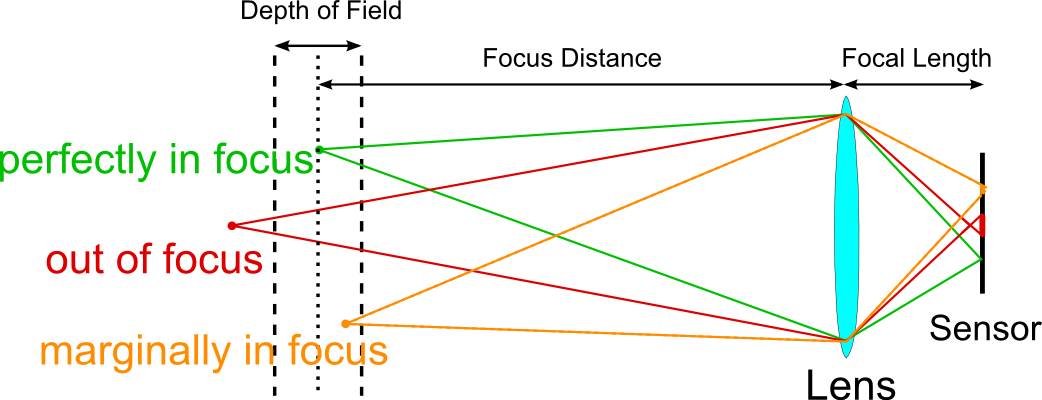 Depth of Field
Focus Distance
Focal Length
perfectly in focus
out of focus
marginally in focus
Sensor
Lens